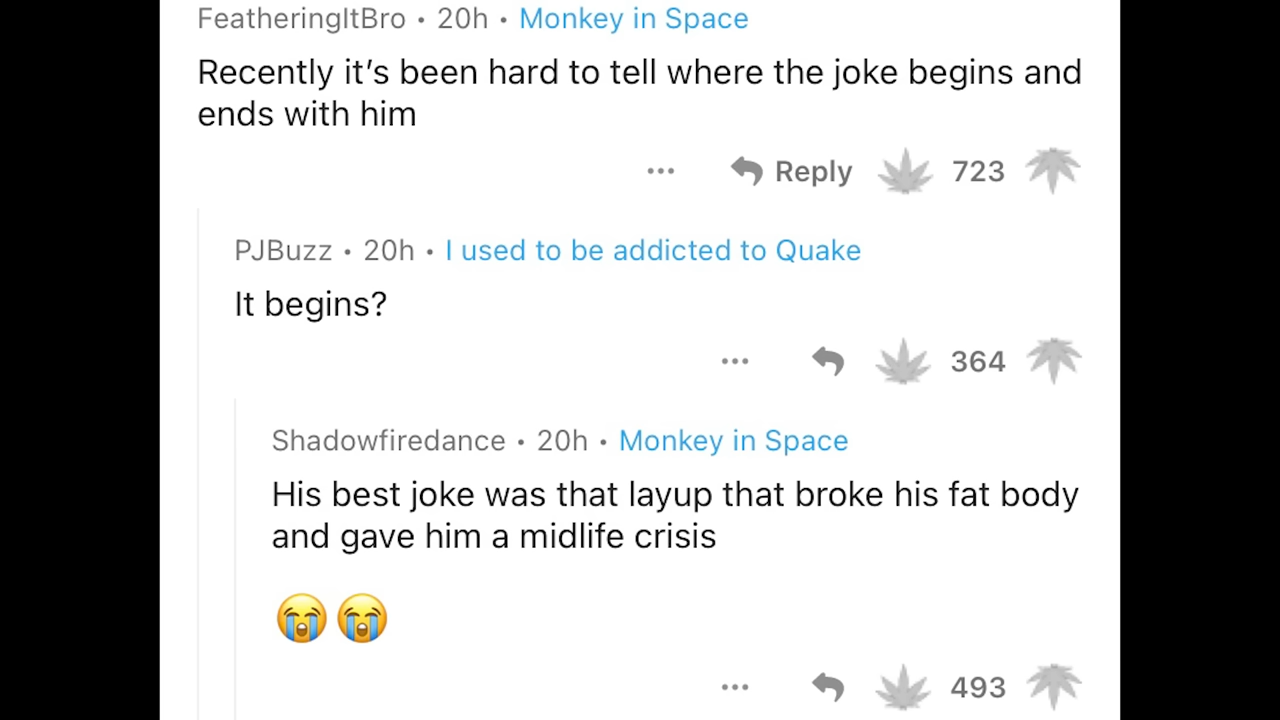 FeatheringItBro • 20h • Monkey in Space
Recently it’s been hard to tell where the joke begins and
ends with him
... Reply 723
PJBuzz • 20h • I used to be addicted to Quake
It begins?
... 364
Shadowfiredance • 20h • Monkey in Space
His best joke was that layup that broke his fat body
and gave him a midlife crisis
😭😭
... 493